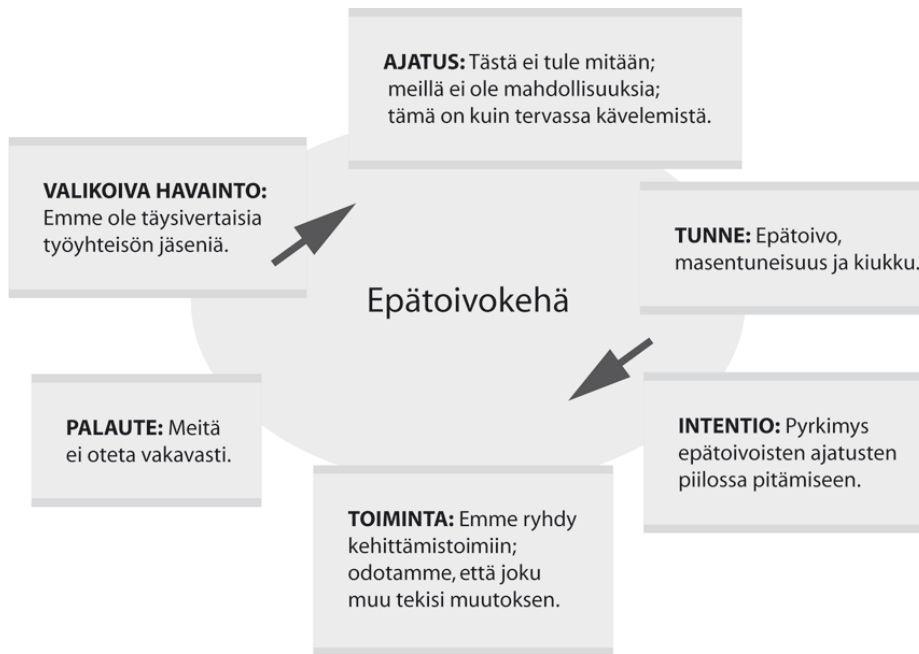 AJATUS: Tästä ei tule mitään;
meillä ei ole mahdollisuuksia;
tämä on kuin tervassa kävelemistä.
VALIKOIVA HAVAINTO:
Emme ole täysivertaisia
työyhteisön jäseniä.
TUNNE: Epätoivo,
masentuneisuus ja kiukku.
Epätoivokehä
PALAUTE: Meitä
ei oteta vakavasti.
INTENTIO: Pyrkimys
epätoivoisten ajatusten
piilossa pitämiseen.
TOIMINTA: Emme ryhdy
kehittämistoimiin;
odotamme, että joku
muu tekisi muutoksen.